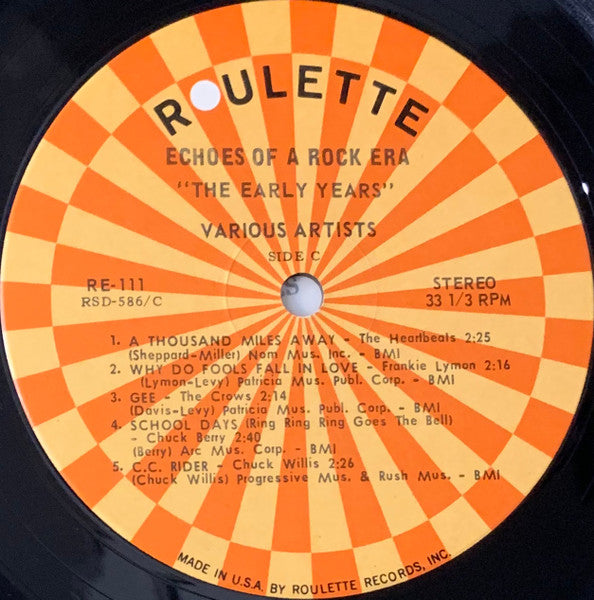 ROULETTE
ECHOES OF A ROCK ERA
"THE EARLY YEARS"
VARIOUS ARTISTS
SIDE C
RE-111
RSD-586/C
STEREO
33 1/3 RPM
1. A THOUSAND MILES AWAY - The Heartbeats 2:25
(Sheppard-Miller) Nom Mus. Inc. - BMI
2. WHY DO FOOLS FALL IN LOVE - Frankie Lymon 2:16
(Lymon-Levy) Patricia Mus. Publ. Corp. - BMI
3. GEE - The Crows 2:14
(Davis-Levy) Patricia Mus. Publ. Corp. - BMI
4. SCHOOL DAYS (Ring Ring Ring Goes The Bell)
- Chuck Berry 2:40
(Berry) Arc Mus. Corp. - BMI
5. C.C. RIDER - Chuck Willis 2:26
(Chuck Willis) Progressive Mus. & Rush Mus. - BMI
MADE IN U.S.A. BY ROULETTE RECORDS, INC.